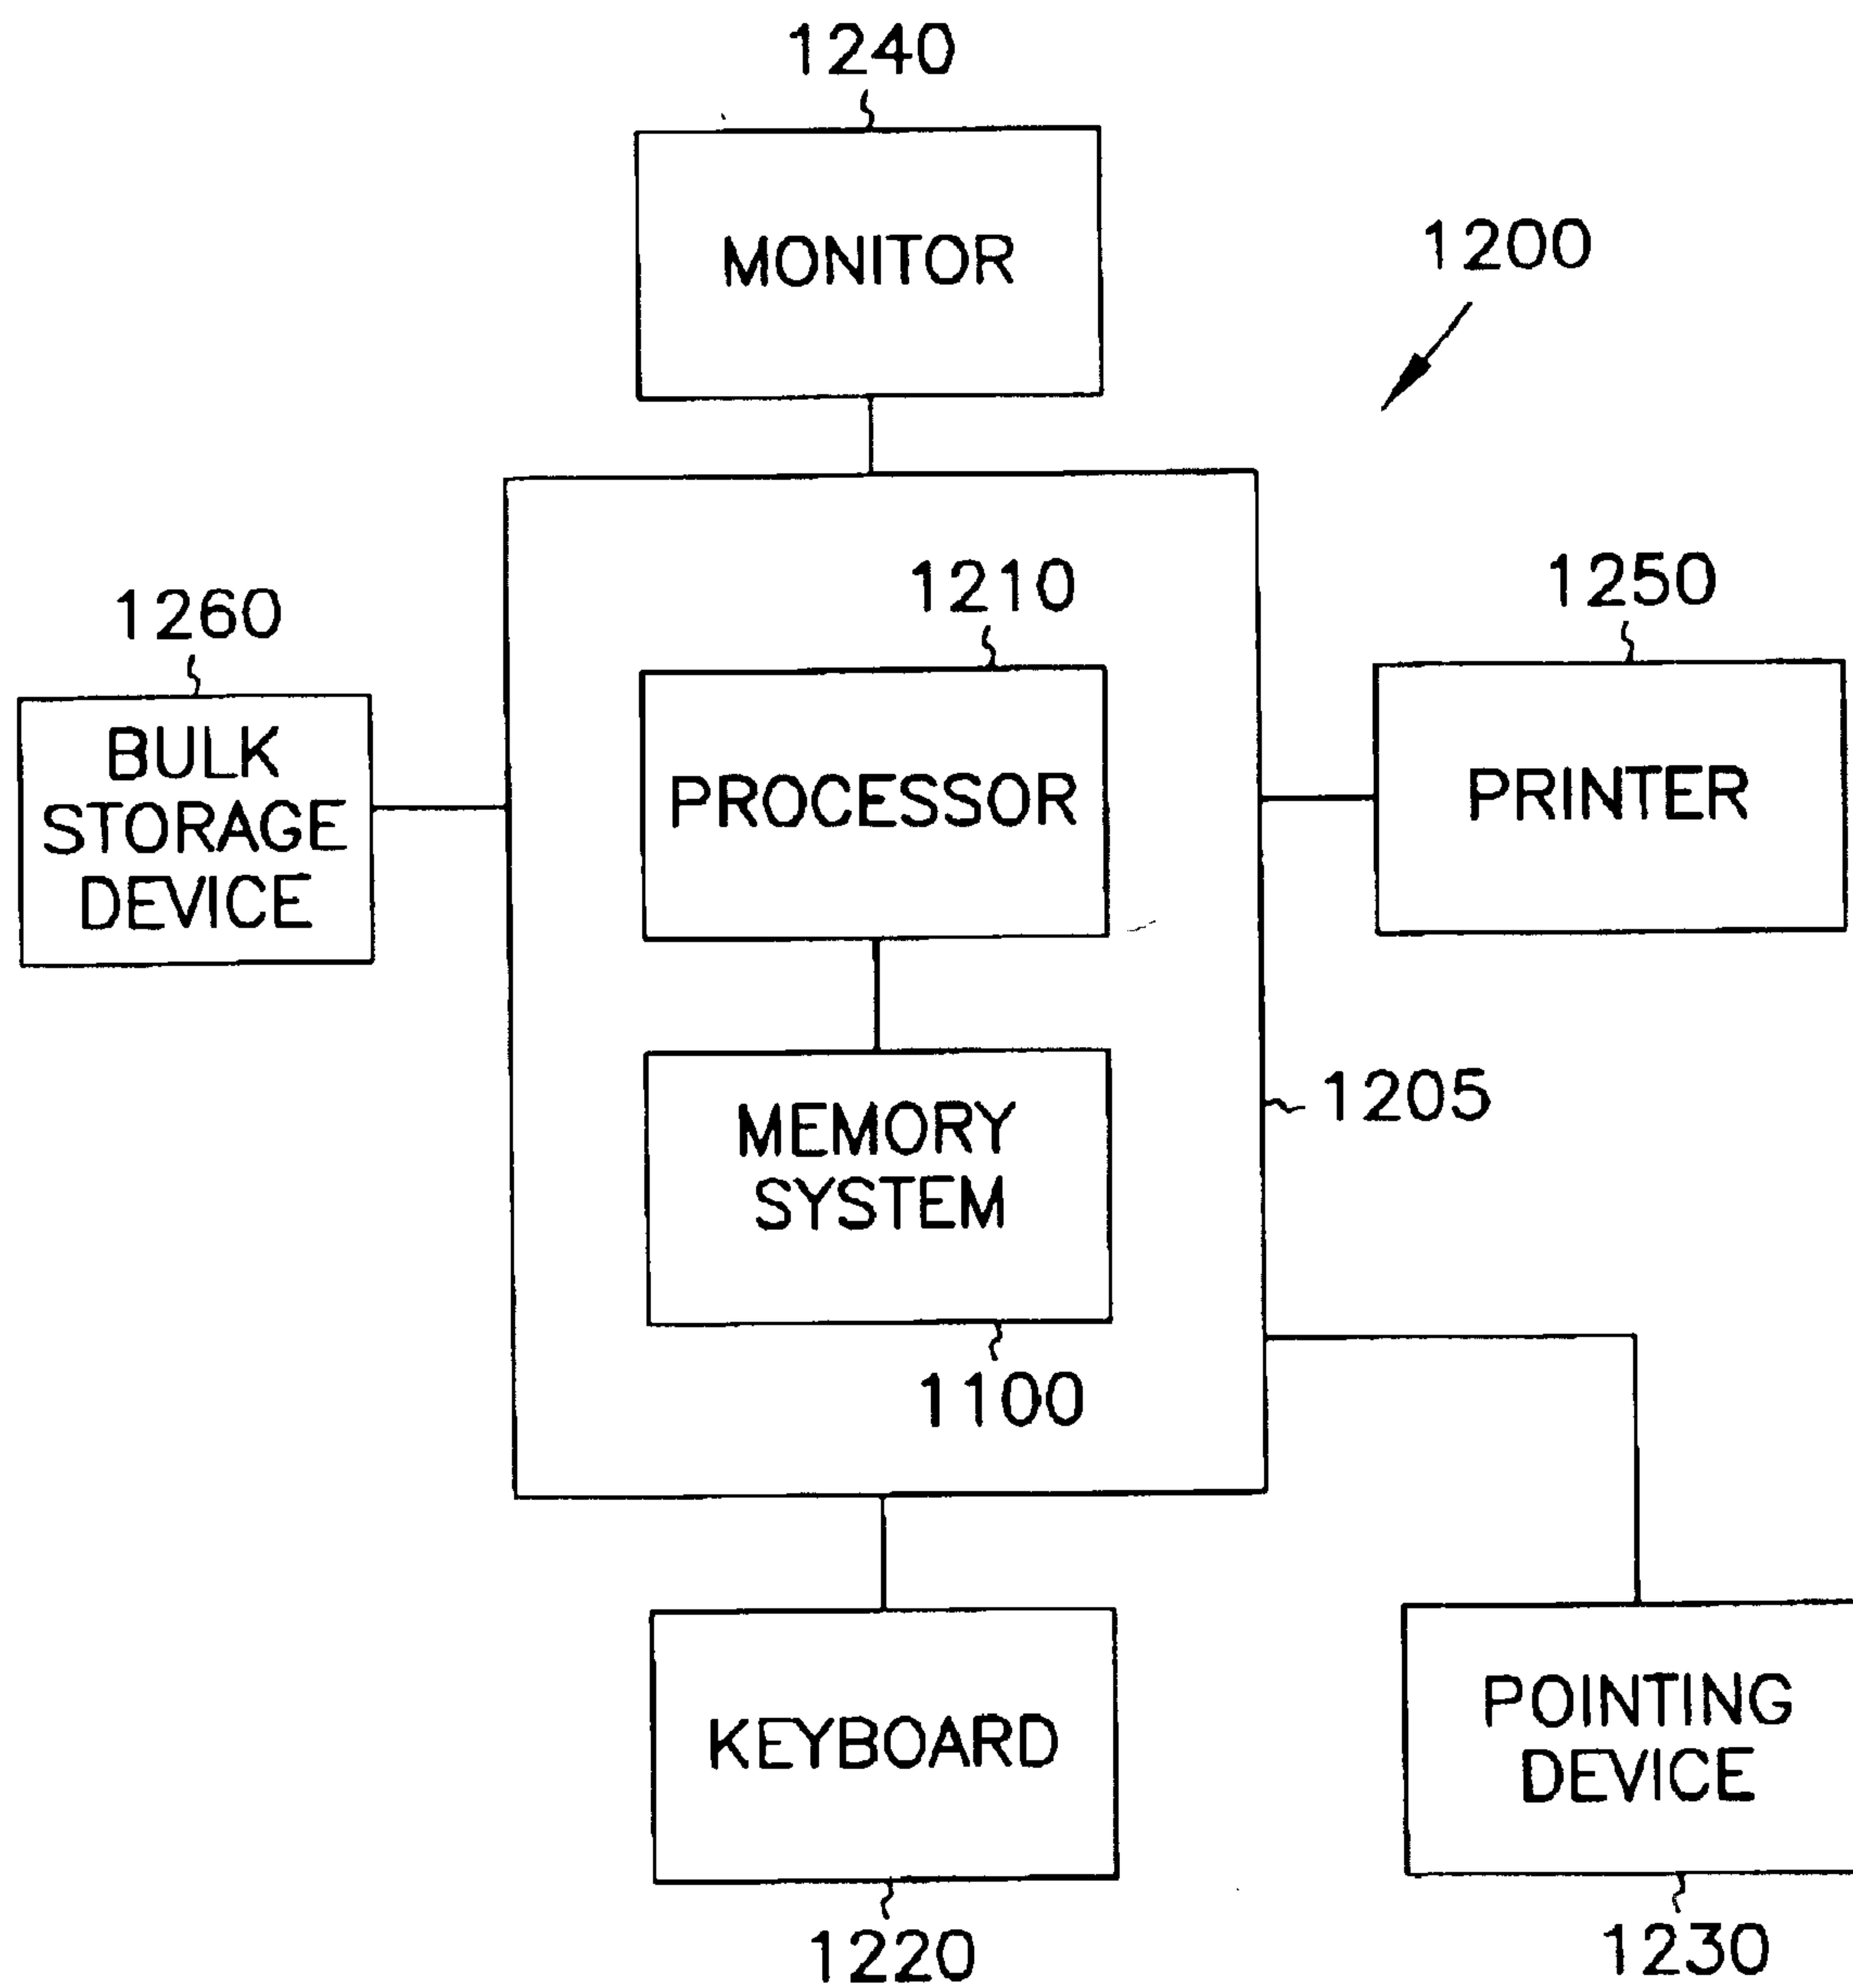 1240
MONITOR
1200
1210
1250
1260
BULK
STORAGE
DEVICE
PROCESSOR
PRINTER
MEMORY
SYSTEM
1205
1100
KEYBOARD
POINTING
DEVICE
1220
1230